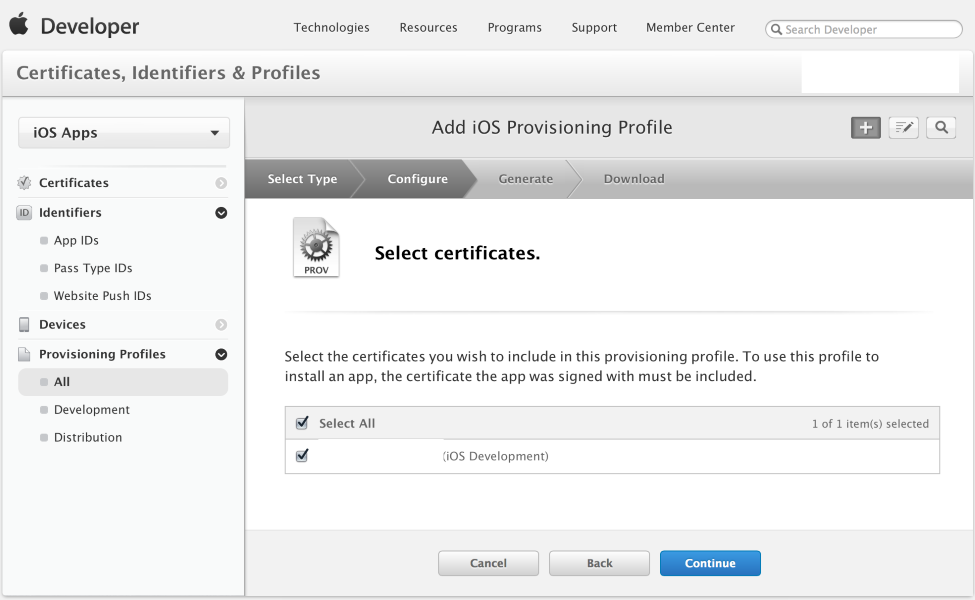 Developer
Technologies Resources Programs Support Member Center Search Developer
Certificates, Identifiers & Profiles
iOS Apps
Certificates
ID Identifiers
App IDs
Pass Type IDs
Website Push IDs
Devices
Provisioning Profiles
All
Development
Distribution
Add iOS Provisioning Profile
Select Type Configure Generate Download
PROV
Select certificates.
Select the certificates you wish to include in this provisioning profile. To use this profile to
install an app, the certificate the app was signed with must be included.
Select All 1 of 1 item(s) selected
(iOS Development)
Cancel Back Continue